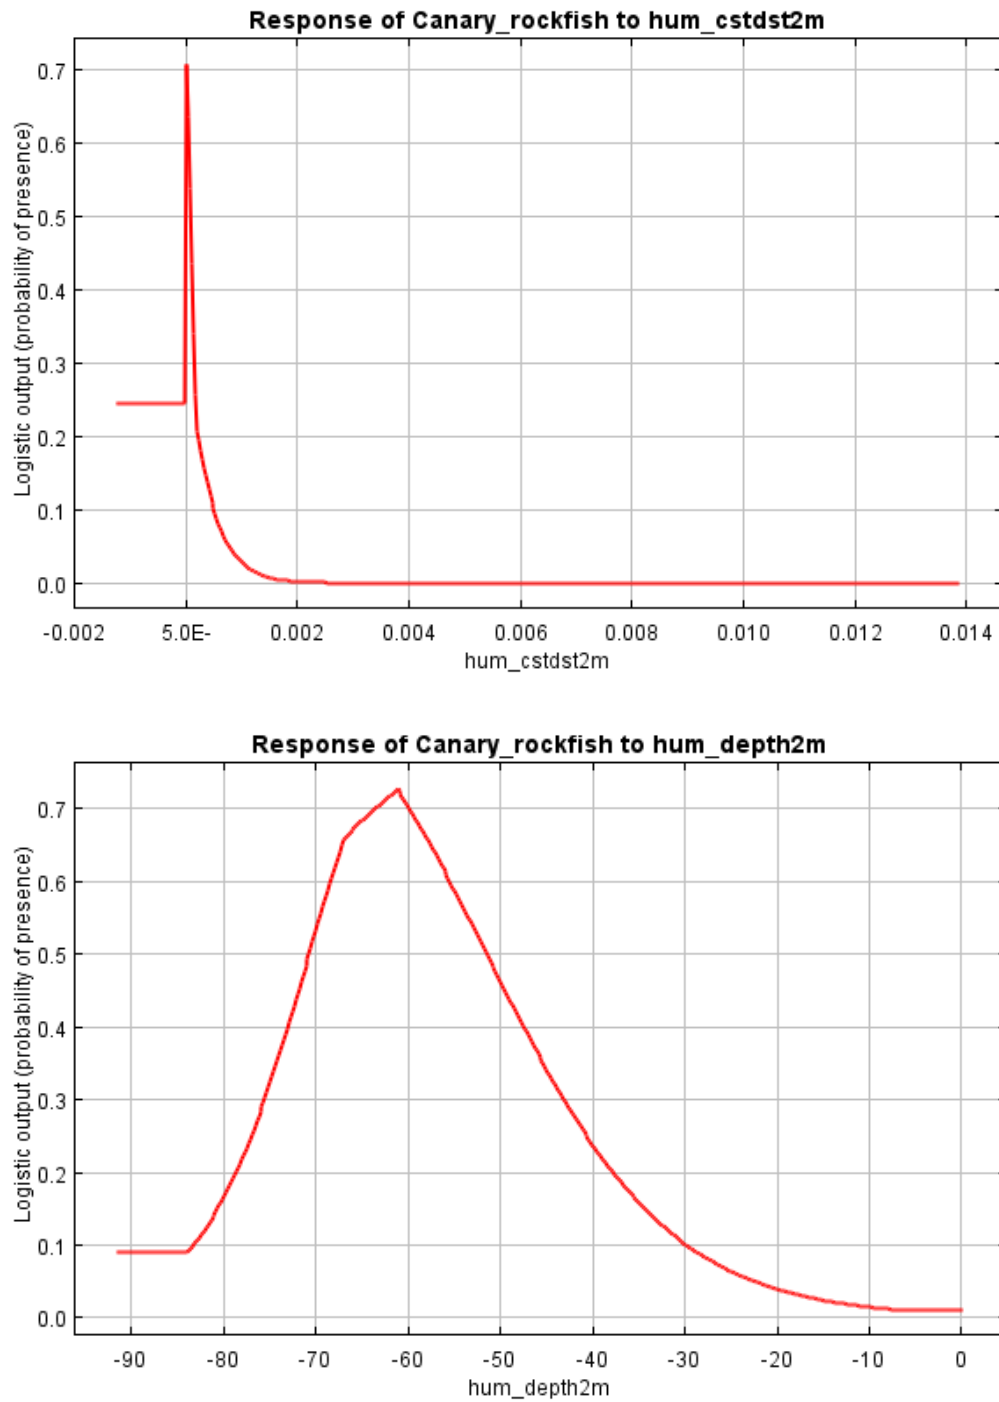 Response of Canary_rockfish to hum_cstdst2m
Logistic output (probability of presence)
0.7
0.6
0.5
0.4
0.3
0.2
0.1
0.0
-0.002 5.0E- 0.002 0.004 0.006 0.008 0.010 0.012 0.014
hum_cstdst2m
Response of Canary_rockfish to hum_depth2m
Logistic output (probability of presence)
0.7
0.6
0.5
0.4
0.3
0.2
0.1
0.0
-90 -80 -70 -60 -50 -40 -30 -20 -10 0
hum_depth2m